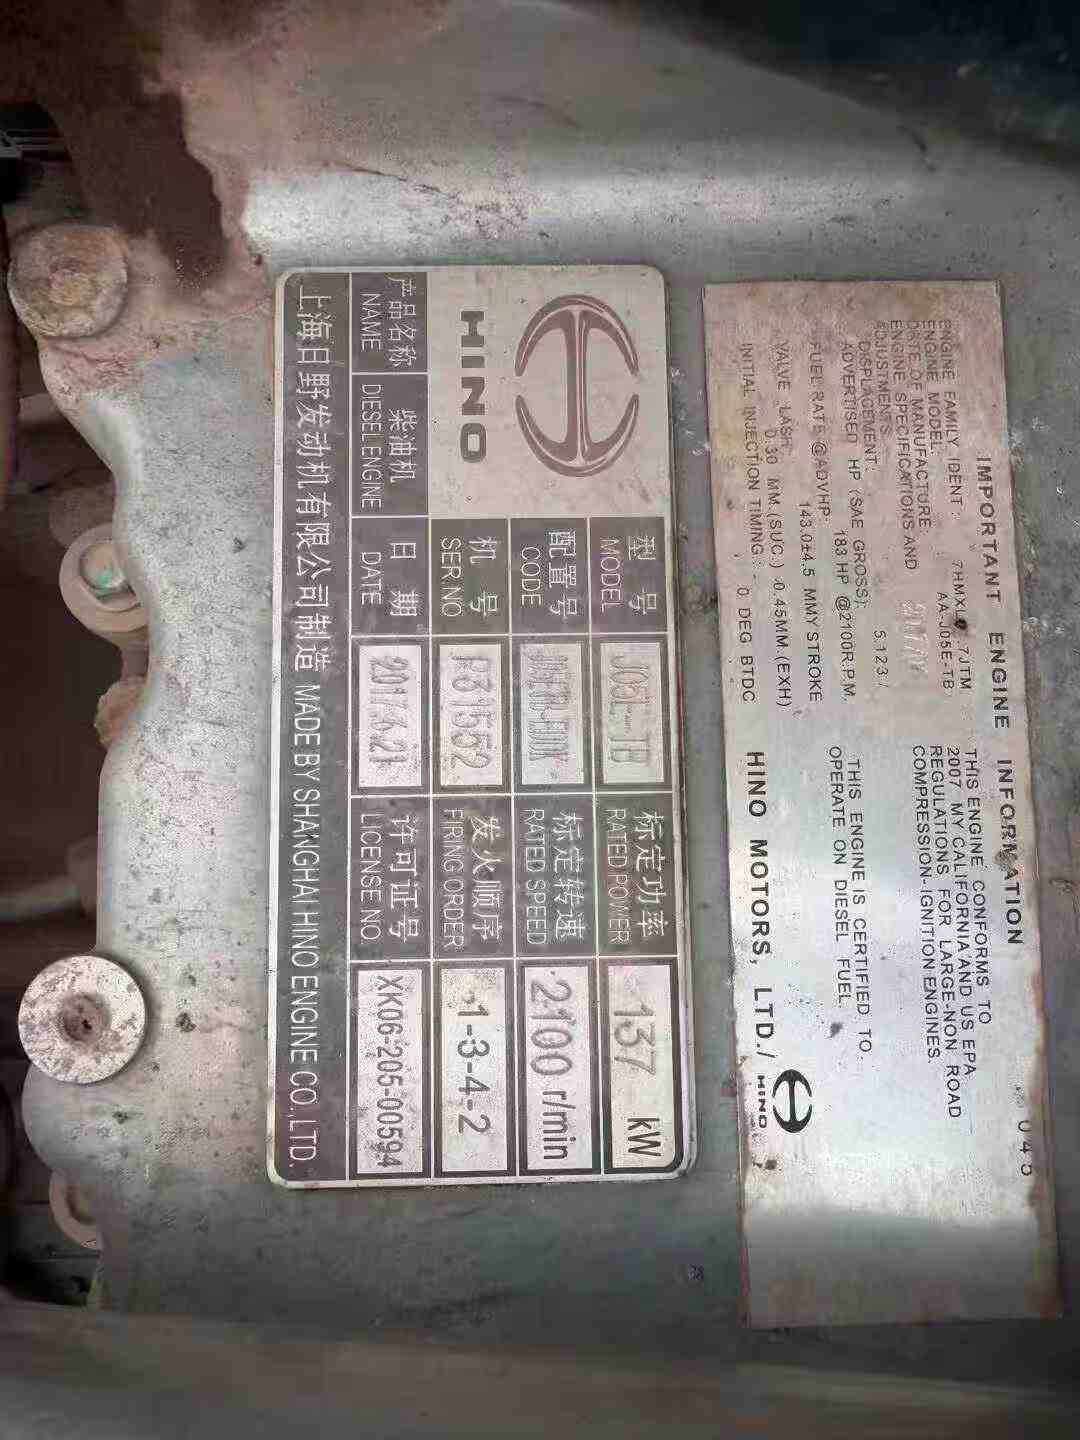 IMPORTANT ENGINE INFORMATION
045
ENGINE FAMILY IDENT :
ENGINE MODEL: AA-J05E-TB
DATE OF MANUFACTURE:
ENGINE SPECIFICATIONS AND
ADJUSTMENTS:
DISPLACEMENT:
ADVERTISED HP (SAE GROSS): 183 HP @2100R.P.M.
FUEL RATE @ADVHP: 143.0±4.5 MMY STROKE
VALVE LASH:
0.30 MM.(SUC.) 0.45MM.(EXH)
INITIAL INJECTION TIMING: 0 DEG BTDC
THIS ENGINE CONFORMS TO
2007 MY CALIFORNIA AND US EPA
REGULATIONS FOR LARGE-NON ROAD
COMPRESSION-IGNITION ENGINES.
THIS ENGINE IS CERTIFIED TO.
OPERATE ON DIESEL FUEL.
HINO MOTORS, LTD./ HINO
HINO
型号 标定功率 137 kW
MODEL RATED POWER
配置号 标定转速 2100 r/min
CODE RATED SPEED
机号 P31552 发火顺序 1-3-4-2
SER.NO FIRING ORDER
产品名称 柴油机 日期 2017.6.21 许可证号 XK06-205-00594
NAME DIESEL ENGINE DATE LICENSE NO
上海日野发动机有限公司制造 MADE BY SHANGHAI HINO ENGINE CO.,LTD.